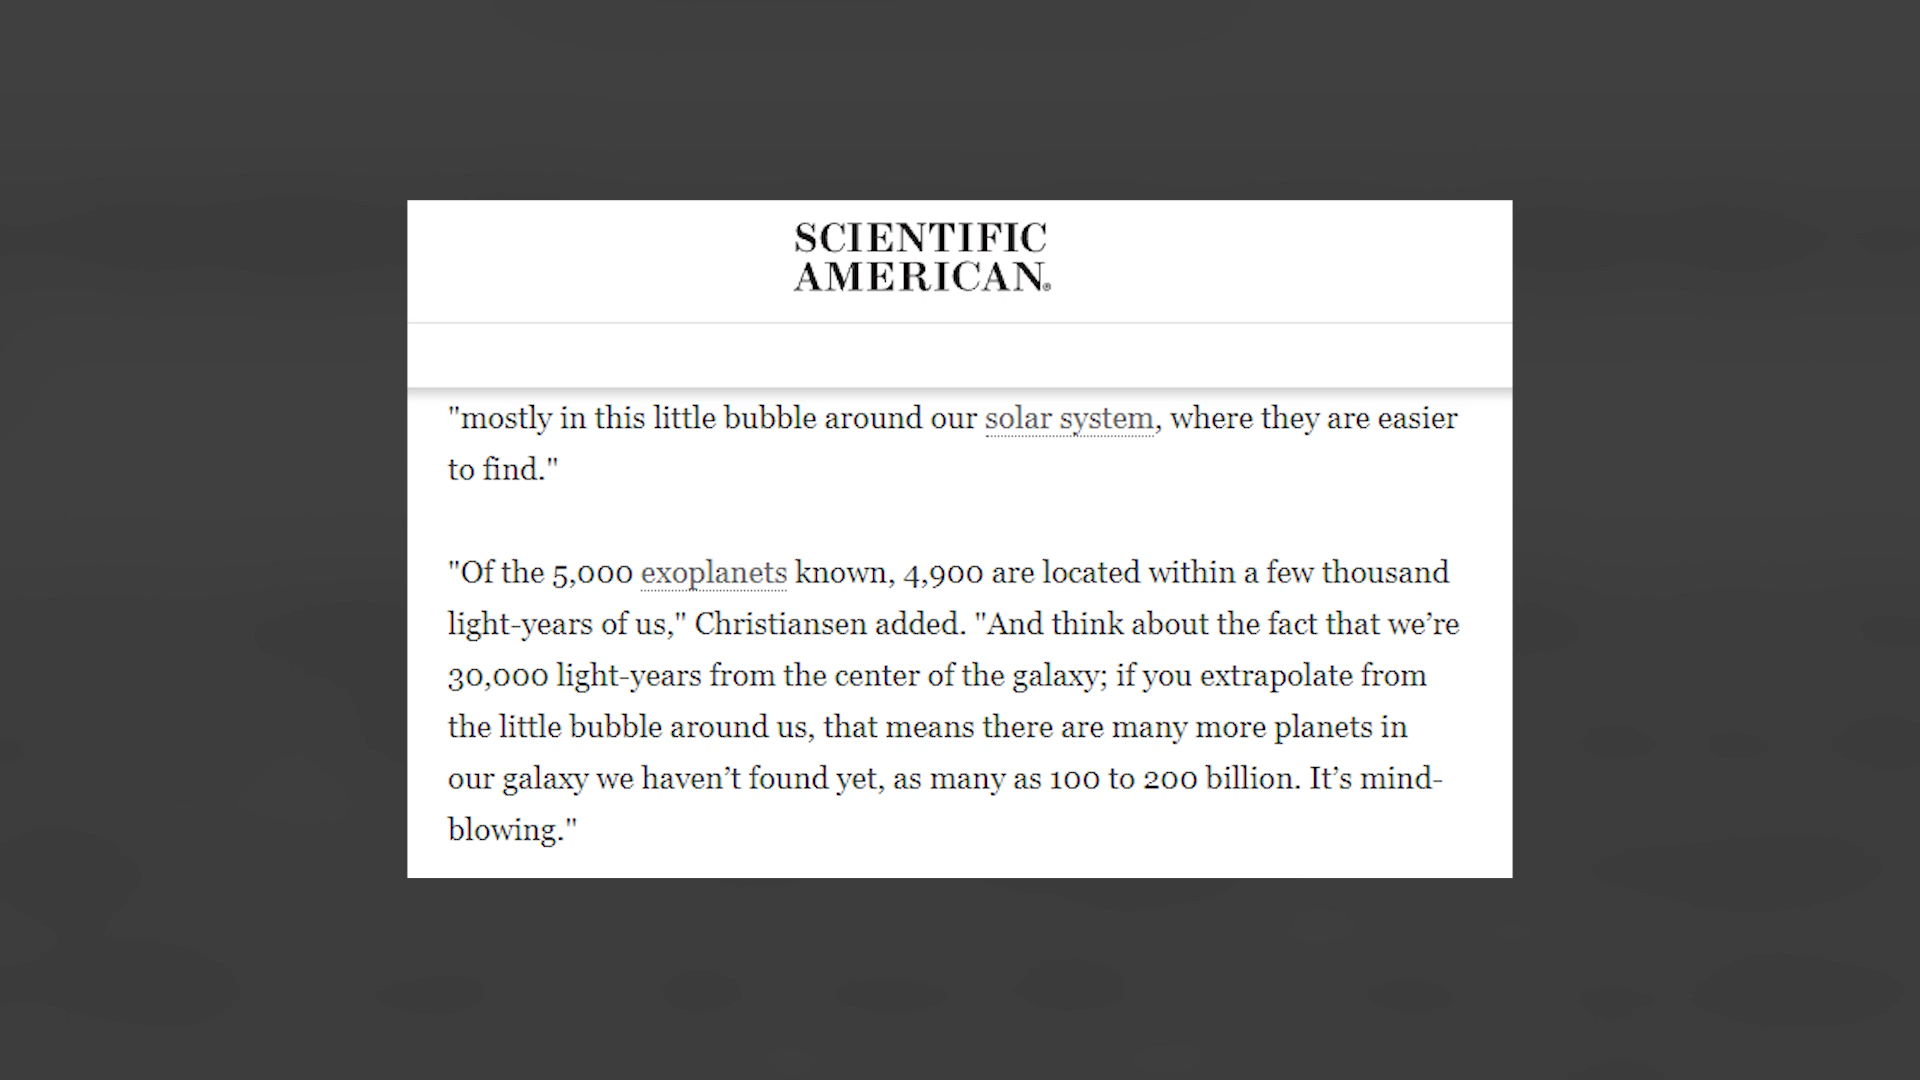 SCIENTIFIC
AMERICAN®
"mostly in this little bubble around our solar system, where they are easier
to find."
"Of the 5,000 exoplanets known, 4,900 are located within a few thousand
light-years of us," Christiansen added. "And think about the fact that we’re
30,000 light-years from the center of the galaxy; if you extrapolate from
the little bubble around us, that means there are many more planets in
our galaxy we haven’t found yet, as many as 100 to 200 billion. It’s mind-
blowing."